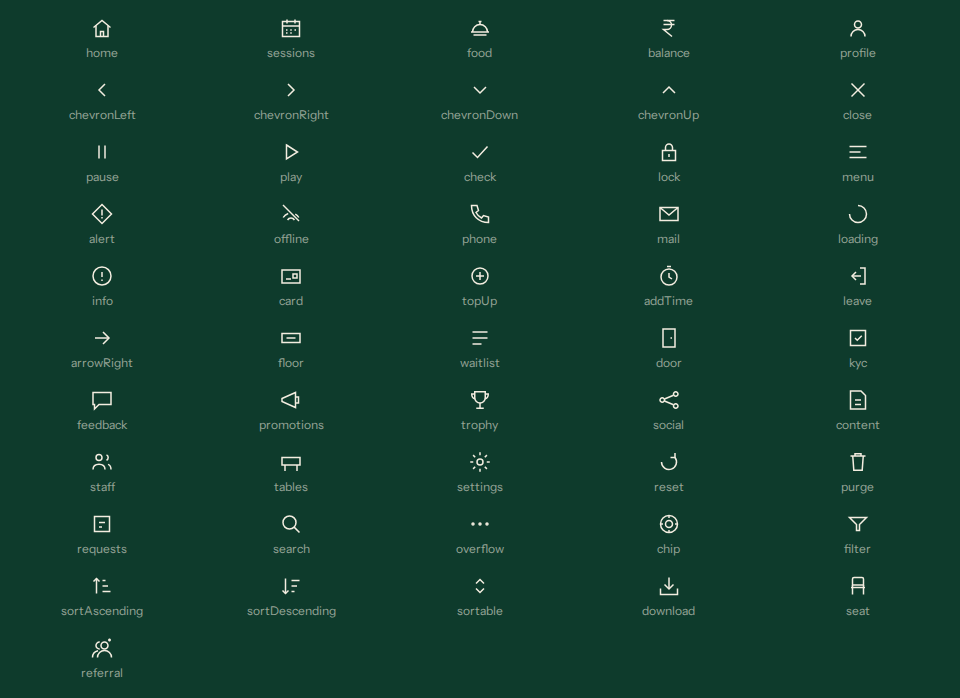 home sessions food balance profile
chevronLeft chevronRight chevronDown chevronUp close
pause play check lock menu
alert offline phone mail loading
info card topUp addTime leave
arrowRight floor waitlist door kyc
feedback promotions trophy social content
staff tables settings reset purge
requests search overflow chip filter
sortAscending sortDescending sortable download seat
referral